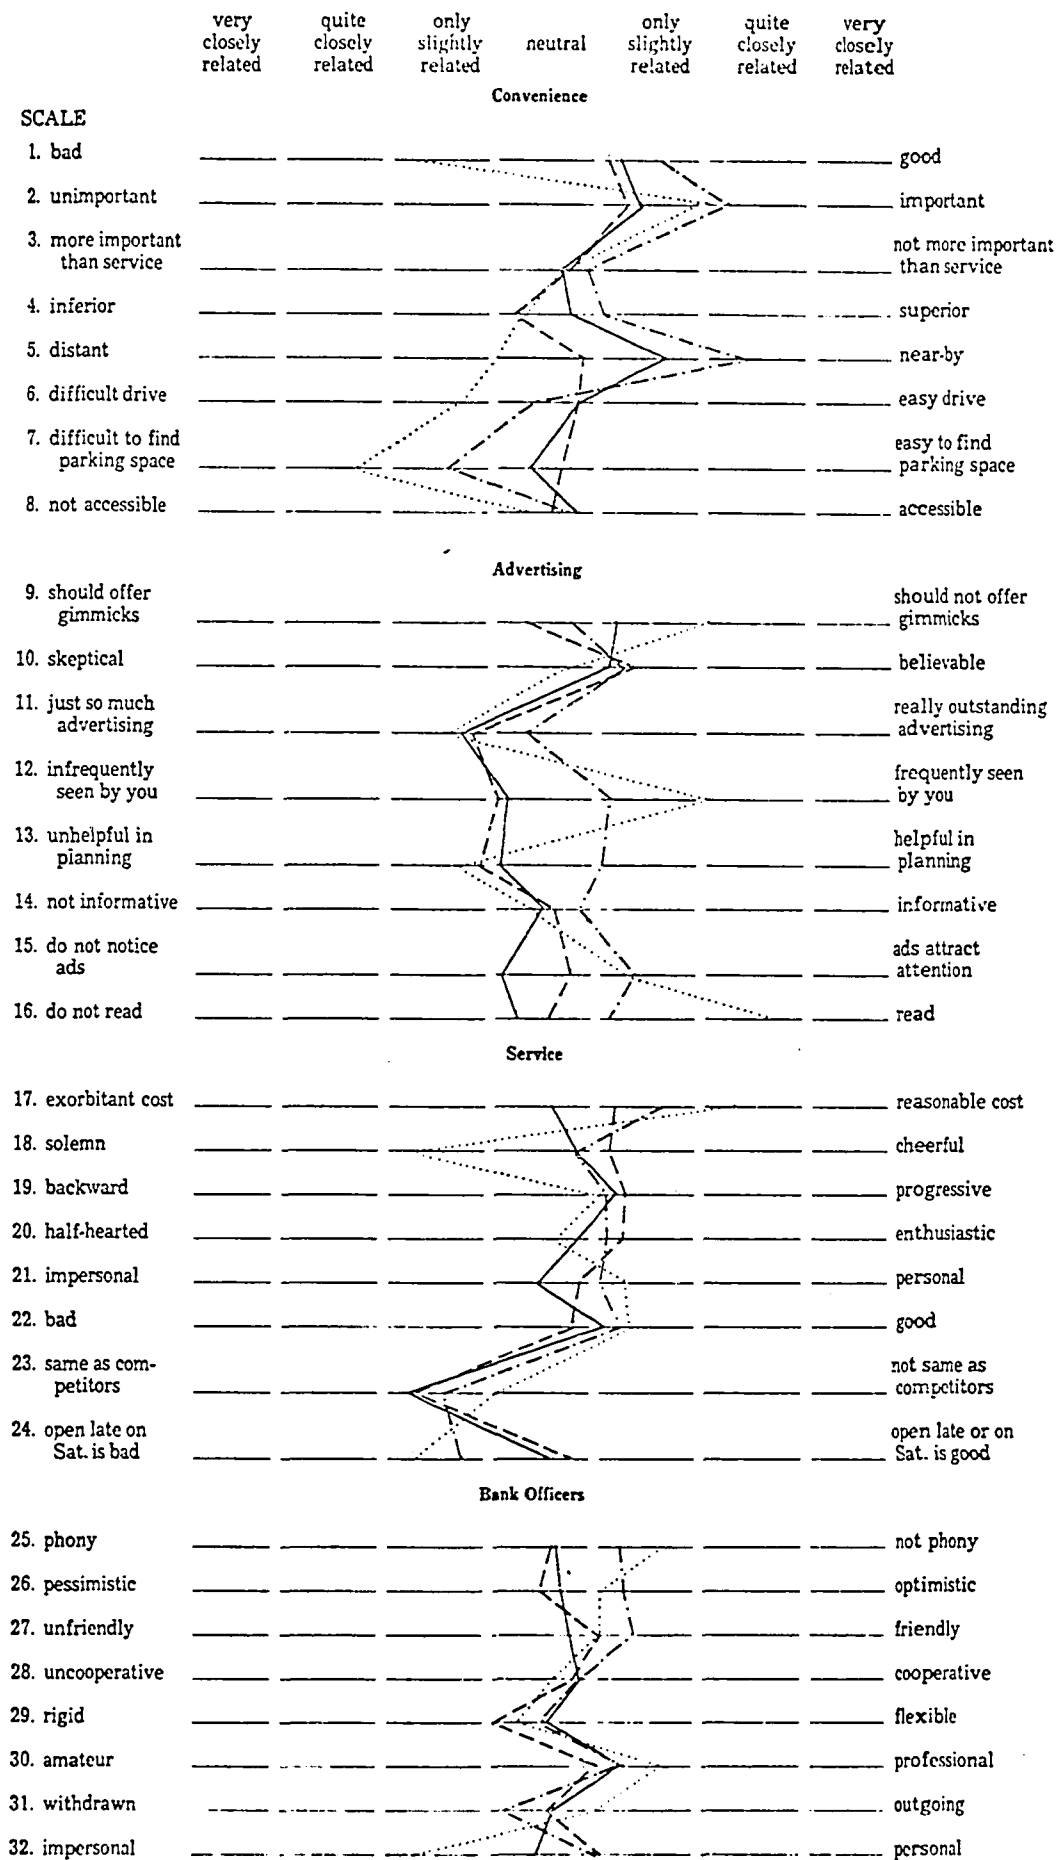 very quite only only quite very
closely closely slightly neutral slightly closely closely
related related related related related related
Convenience
SCALE
1. bad good
2. unimportant important
3. more important not more important
than service than service
4. inferior superior
5. distant near-by
6. difficult drive easy drive
7. difficult to find easy to find
parking space parking space
8. not accessible accessible
Advertising
9. should offer should not offer
gimmicks gimmicks
10. skeptical believable
11. just so much really outstanding
advertising advertising
12. infrequently frequently seen
seen by you by you
13. unhelpful in helpful in
planning planning
14. not informative informative
15. do not notice ads attract
ads attention
16. do not read read
Service
17. exorbitant cost reasonable cost
18. solemn cheerful
19. backward progressive
20. half-hearted enthusiastic
21. impersonal personal
22. bad good
23. same as com- not same as
petitors competitors
24. open late on open late or on
Sat. is bad Sat. is good
Bank Officers
25. phony not phony
26. pessimistic optimistic
27. unfriendly friendly
28. uncooperative cooperative
29. rigid flexible
30. amateur professional
31. withdrawn outgoing
32. impersonal personal